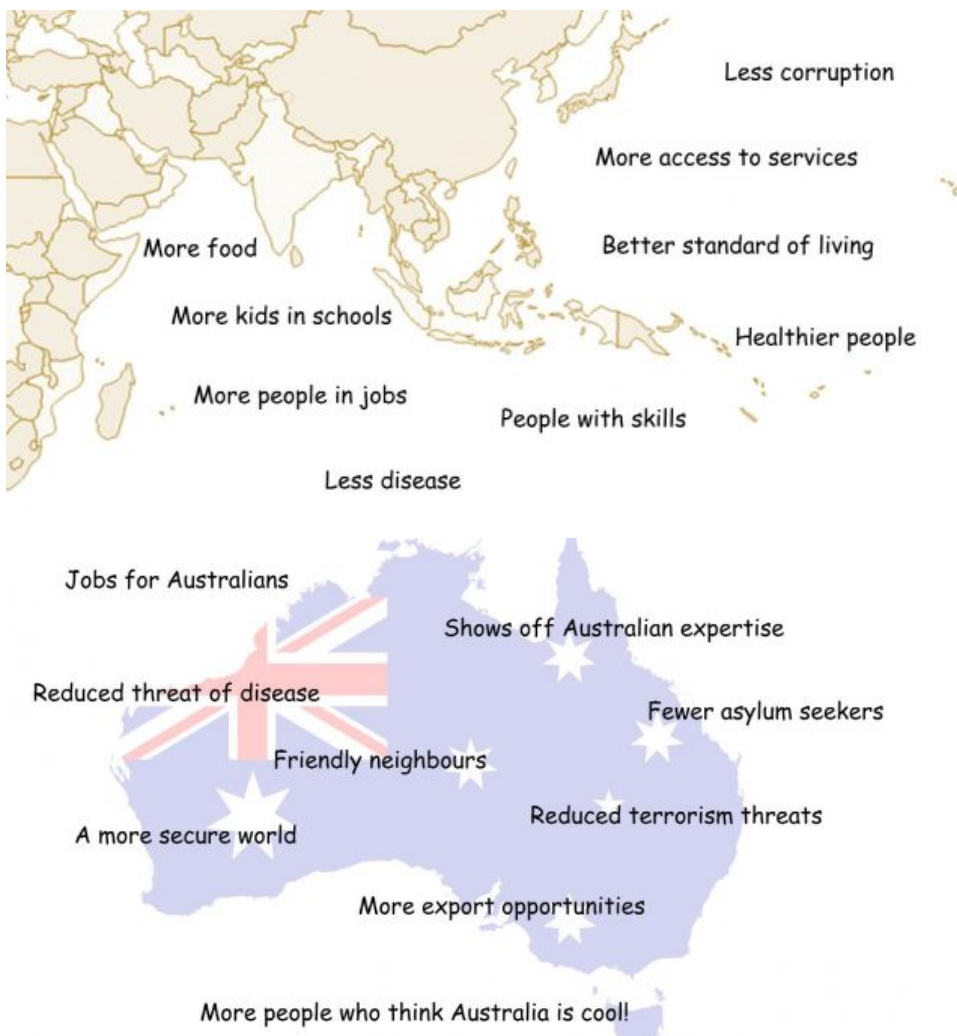 Less corruption
More access to services
More food
Better standard of living
More kids in schools
Healthier people
More people in jobs
People with skills
Less disease
Jobs for Australians
Shows off Australian expertise
Reduced threat of disease
Fewer asylum seekers
Friendly neighbours
Reduced terrorism threats
A more secure world
More export opportunities
More people who think Australia is cool!